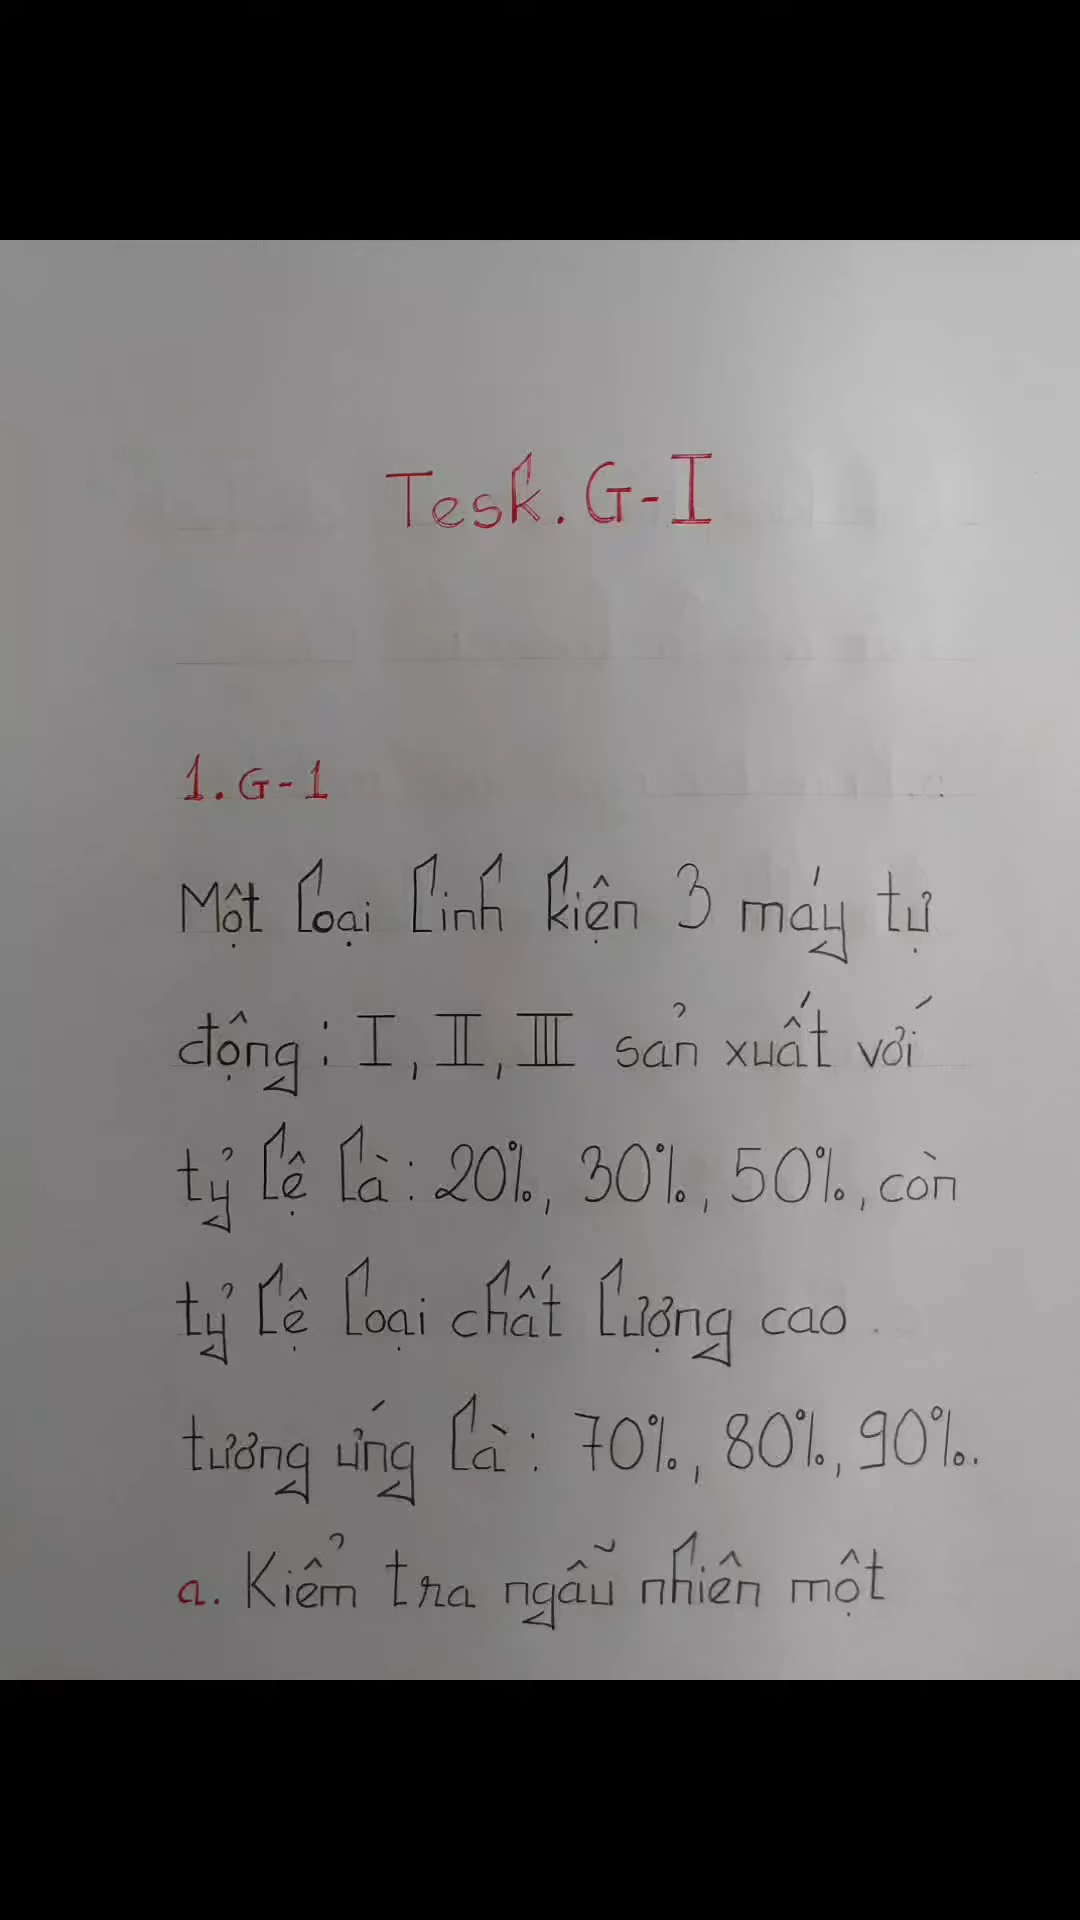 Tesk. G-I
1. G-1
Một loại linh kiện 3 máy tự
động: I, II, III sản xuất với
tỷ lệ là: 20%, 30%, 50%, còn
tỷ lệ loại chất lượng cao
tương ứng là: 70%, 80%, 90%.
a. Kiểm tra ngẫu nhiên một